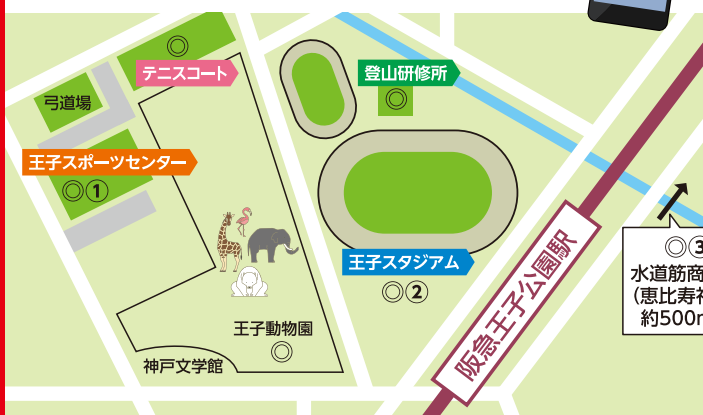 ◎
テニスコート
登山研修所
◎
弓道場
王子スポーツセンター
◎①
王子スタジアム
◎②
阪急王子公園駅
◎③
水道筋商
(恵比寿神
約500m
王子動物園
◎
神戸文学館